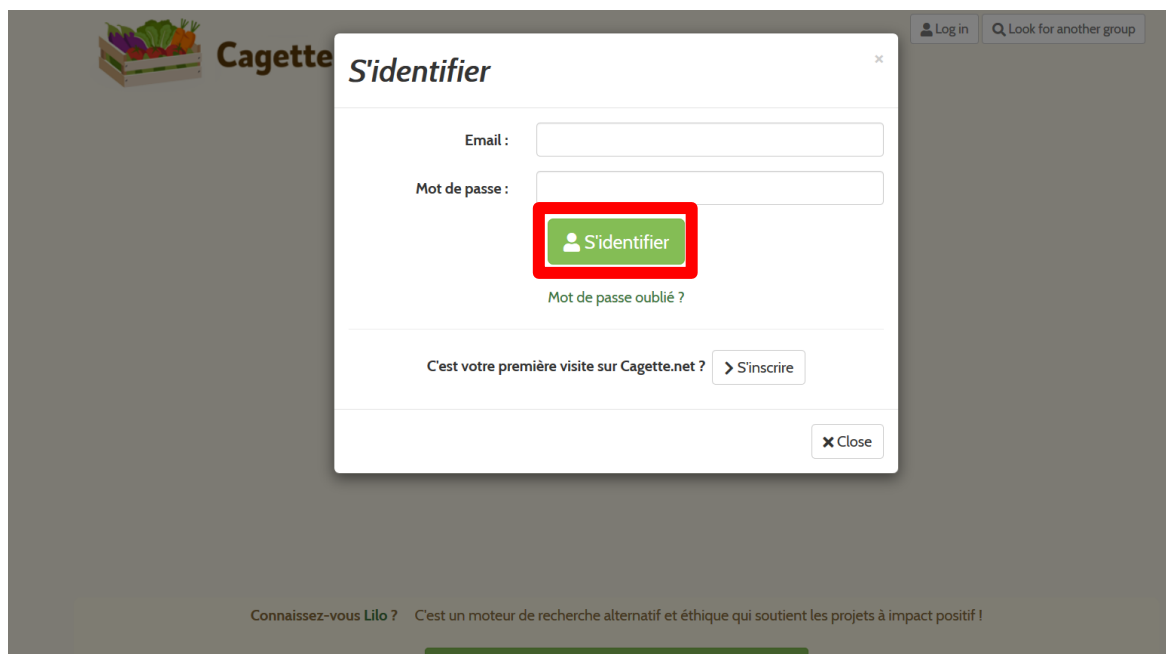 Log in
Look for another group
Cagette
S'identifier
×
Email :
Mot de passe :
S'identifier
Mot de passe oublié ?
C'est votre première visite sur Cagette.net ?
S'inscrire
Close
Connaissez-vous Lilo ? C'est un moteur de recherche alternatif et éthique qui soutient les projets à impact positif !